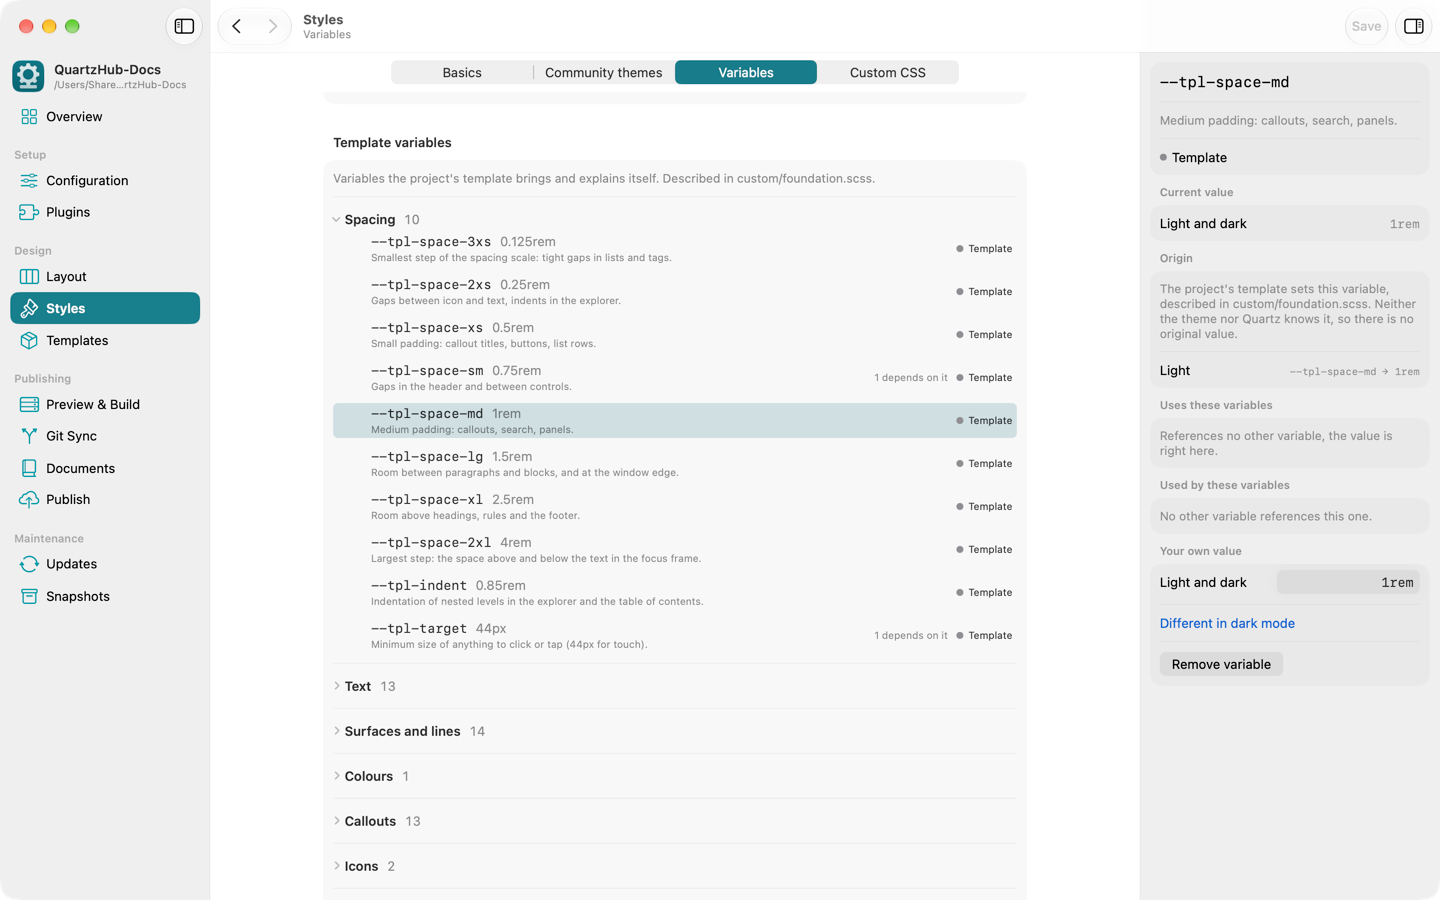 QuartzHub-Docs
/Users/Share...rtzHub-Docs
Overview
Setup
Configuration
Plugins
Design
Layout
Styles
Templates
Publishing
Preview & Build
Git Sync
Documents
Publish
Maintenance
Updates
Snapshots
Styles
Variables
Save
Basics
Community themes
Variables
Custom CSS
Template variables
Variables the project's template brings and explains itself. Described in custom/foundation.scss.
Spacing 10
--tpl-space-3xs 0.125rem
Smallest step of the spacing scale: tight gaps in lists and tags.
Template
--tpl-space-2xs 0.25rem
Gaps between icon and text, indents in the explorer.
Template
--tpl-space-xs 0.5rem
Small padding: callout titles, buttons, list rows.
Template
--tpl-space-sm 0.75rem
Gaps in the header and between controls.
1 depends on it Template
--tpl-space-md 1rem
Medium padding: callouts, search, panels.
Template
--tpl-space-lg 1.5rem
Room between paragraphs and blocks, and at the window edge.
Template
--tpl-space-xl 2.5rem
Room above headings, rules and the footer.
Template
--tpl-space-2xl 4rem
Largest step: the space above and below the text in the focus frame.
Template
--tpl-indent 0.85rem
Indentation of nested levels in the explorer and the table of contents.
Template
--tpl-target 44px
Minimum size of anything to click or tap (44px for touch).
1 depends on it Template
Text 13
Surfaces and lines 14
Colours 1
Callouts 13
Icons 2
--tpl-space-md
Medium padding: callouts, search, panels.
Template
Current value
Light and dark 1rem
Origin
The project's template sets this variable,
described in custom/foundation.scss. Neither
the theme nor Quartz knows it, so there is no
original value.
Light --tpl-space-md → 1rem
Uses these variables
References no other variable, the value is
right here.
Used by these variables
No other variable references this one.
Your own value
Light and dark 1rem
Different in dark mode
Remove variable